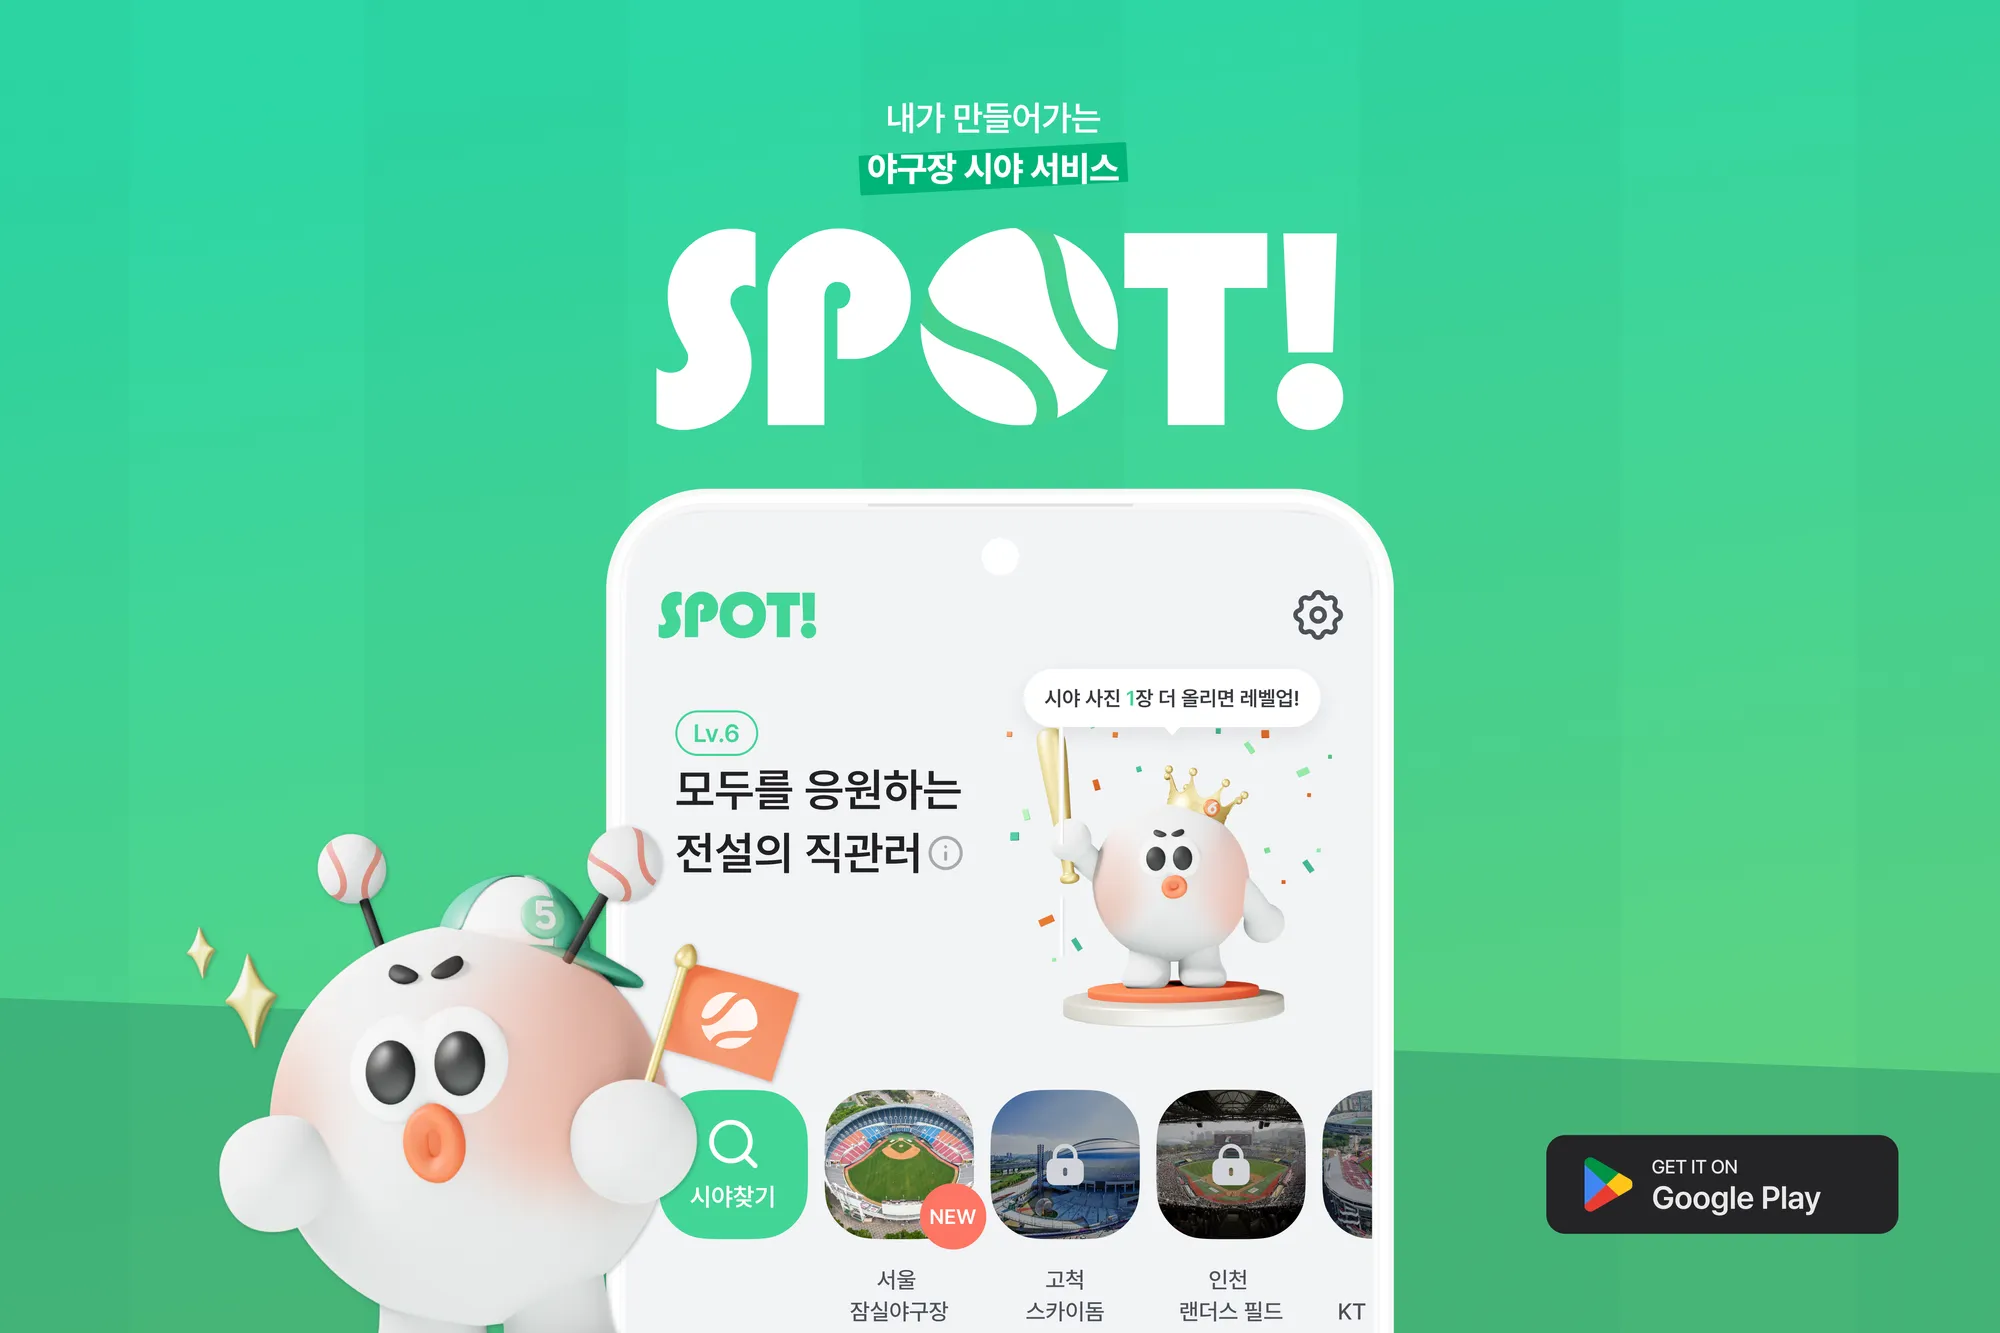 내가 만들어가는
야구장 시야 서비스
SPOT!
SPOT!
시야 사진 1장 더 올리면 레벨업!
Lv.6
모두를 응원하는
전설의 직관러
6
5
시야찾기
NEW
서울
잠실야구장
고척
스카이돔
인천
랜더스 필드
KT
GET IT ON
Google Play